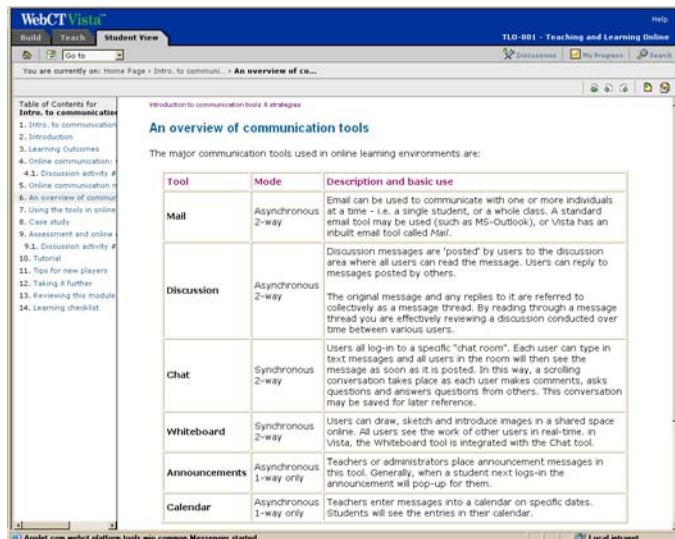 WebCT Vista™
Help
Build Teach Student View
TLO-001 - Teaching and Learning Online
Go to
Discussions My Progress Search
You are currently on: Home Page › Intro. to communi... › An overview of co...
Table of Contents for
Intro. to communication
1. Intro. to communication
2. Introduction
3. Learning Outcomes
4. Online communication:
4.1. Discussion activity #
5. Online communication m
6. An overview of commun
7. Using the tools in online
8. Case study
9. Assessment and online
9.1. Discussion activity #
10. Tutorial
11. Tips for new players
12. Taking it further
13. Reviewing this module
14. Learning checklist
Introduction to communication tools & strategies
An overview of communication tools
The major communication tools used in online learning environments are:
Tool Mode Description and basic use
Mail
Asynchronous
2-way
Email can be used to communicate with one or more individuals
at a time - i.e. a single student, or a whole class. A standard
email tool may be used (such as MS-Outlook), or Vista has an
inbuilt email tool called Mail.
Discussion
Asynchronous
2-way
Discussion messages are 'posted' by users to the discussion
area where all users can read the message. Users can reply to
messages posted by others.
The original message and any replies to it are referred to
collectively as a message thread. By reading through a message
thread you are effectively reviewing a discussion conducted over
time between various users.
Chat
Synchronous
2-way
Users all log-in to a specific "chat room". Each user can type in
text messages and all users in the room will then see the
message as soon as it is posted. In this way, a scrolling
conversation takes place as each user makes comments, asks
questions and answers questions from others. This conversation
may be saved for later reference.
Whiteboard
Synchronous
2-way
Users can draw, sketch and introduce images in a shared space
online. All users see the work of other users in real-time. in
Vista, the Whiteboard tool is integrated with the Chat tool.
Announcements
Asynchronous
1-way only
Teachers or administrators place announcement messages in
this tool. Generally, when a student next logs-in the
announcement will pop-up for them.
Calendar
Asynchronous
1-way only
Teachers enter messages into a calendar on specific dates.
Students will see the entries in their calendar.
Applet com.webct.platform.tools.wio.common.Messenger started
Local intranet